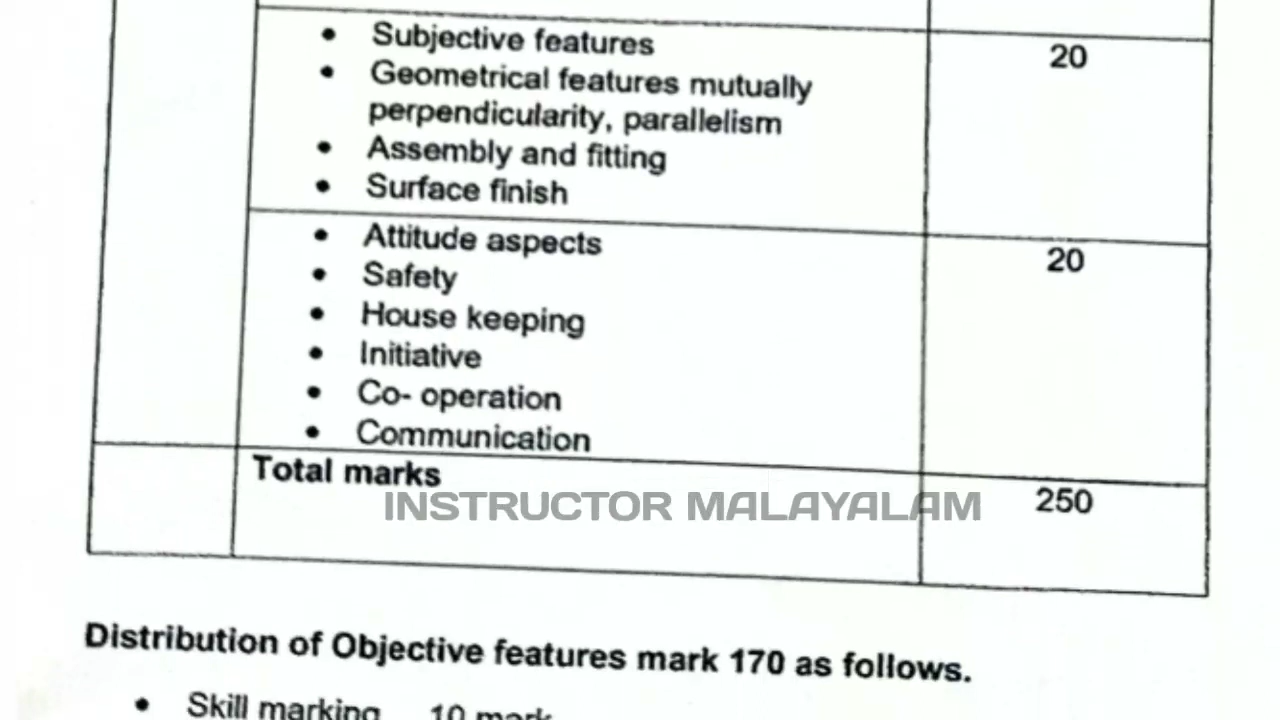 • Subjective features 20
• Geometrical features mutually
perpendicularity, parallelism
• Assembly and fitting
• Surface finish
• Attitude aspects 20
• Safety
• House keeping
• Initiative
• Co- operation
• Communication
Total marks 250
INSTRUCTOR MALAYALAM
Distribution of Objective features mark 170 as follows.
• Skill marking 10 mark